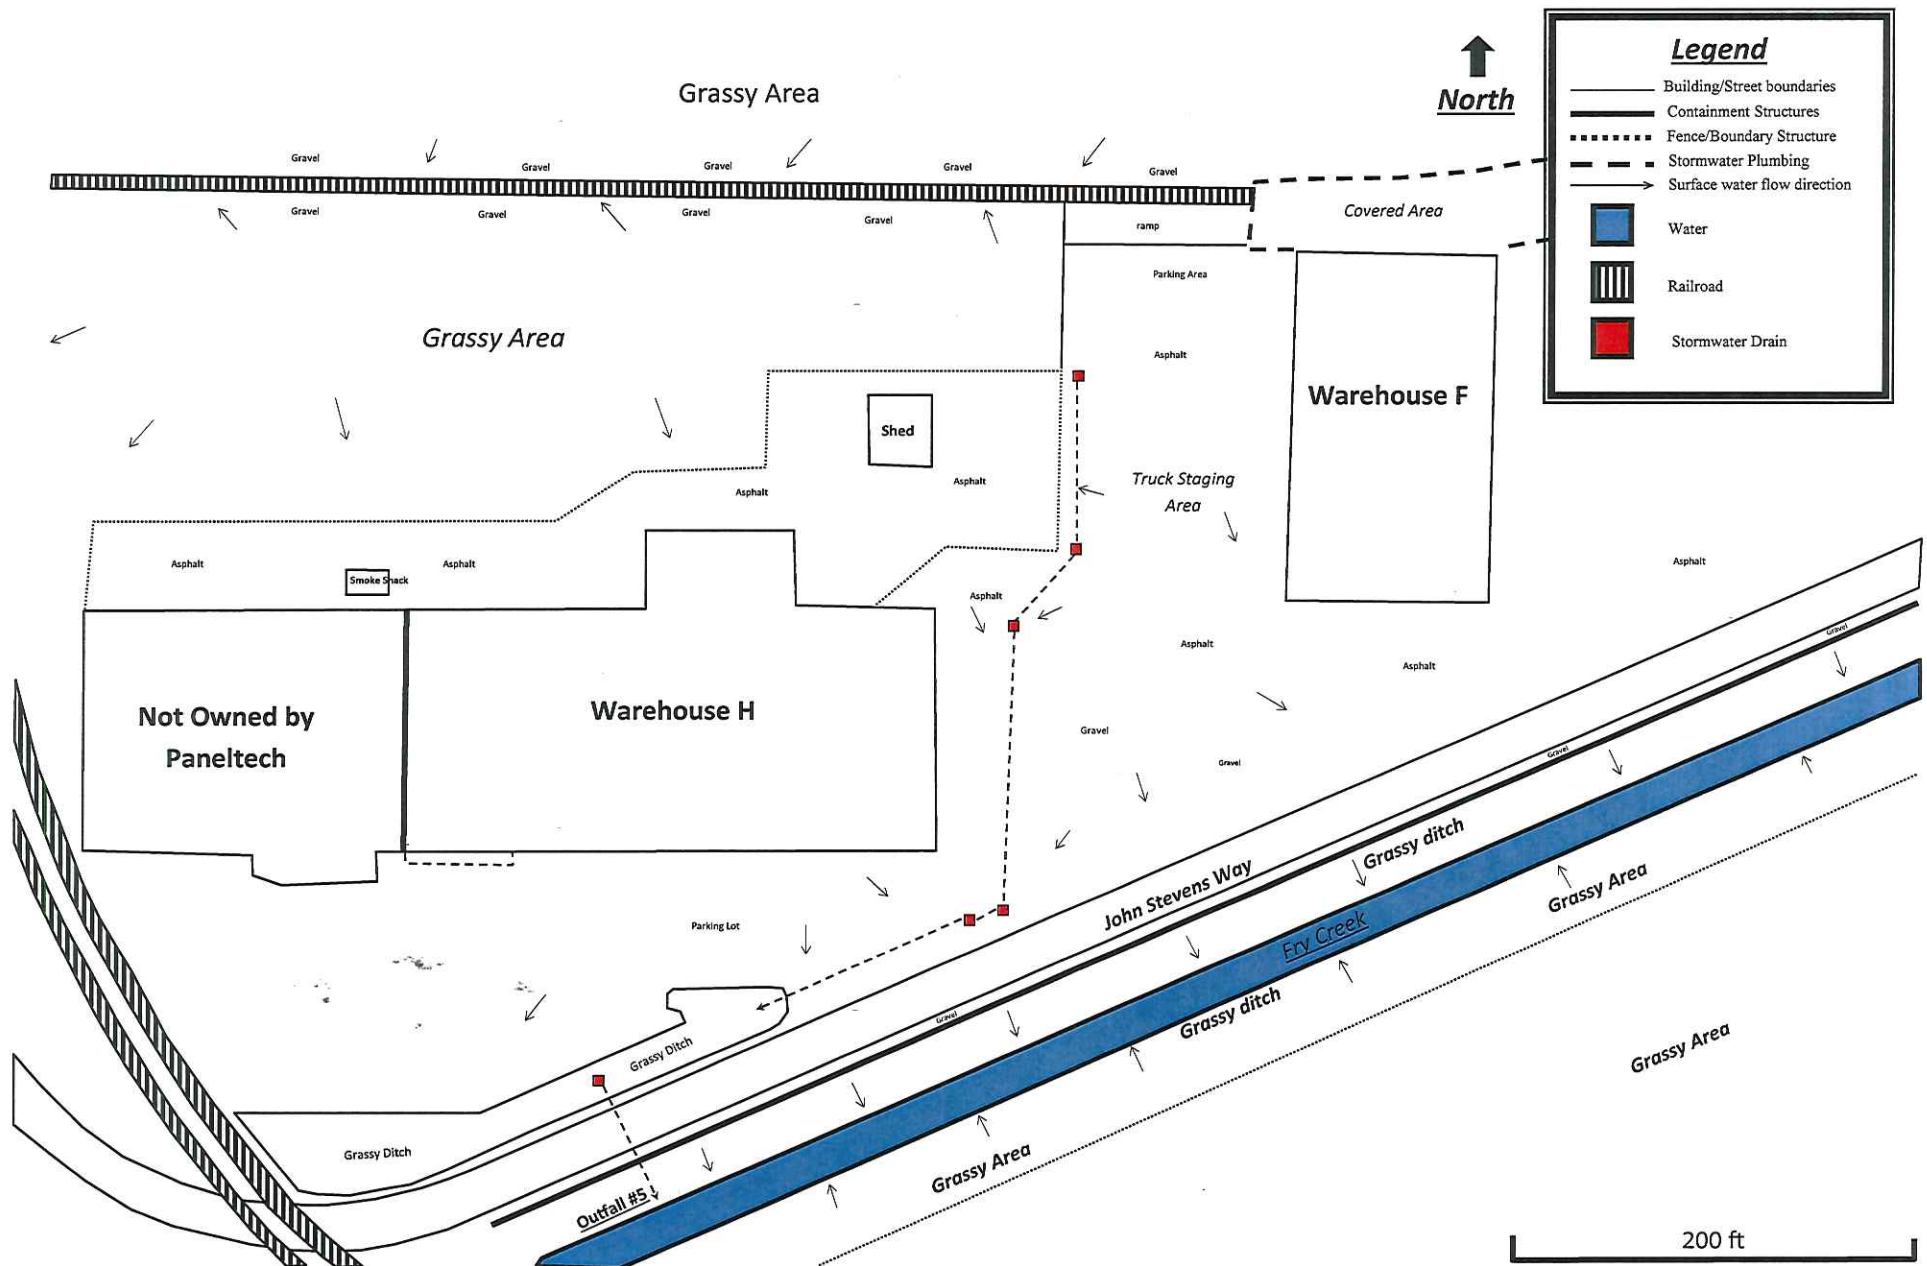 Legend
Building/Street boundaries
Containment Structures
Fence/Boundary Structure
Stormwater Plumbing
Surface water flow direction
Water
Railroad
Stormwater Drain
North
Grassy Area
Gravel
Gravel
Gravel
Gravel
Gravel
Gravel
Gravel
Gravel
Gravel
Covered Area
ramp
Parking Area
Grassy Area
Asphalt
Warehouse F
Shed
Truck Staging
Area
Asphalt
Asphalt
Asphalt
Asphalt
Smoke Shack
Asphalt
Asphalt
Asphalt
Asphalt
Gravel
Not Owned by
Paneltech
Warehouse H
Gravel
Gravel
Gravel
Grassy ditch
John Stevens Way
Grassy Area
Parking Lot
Fry Creek
Grassy ditch
Gravel
Grassy Ditch
Grassy Area
Grassy Ditch
Grassy Area
Outfall #5
200 ft